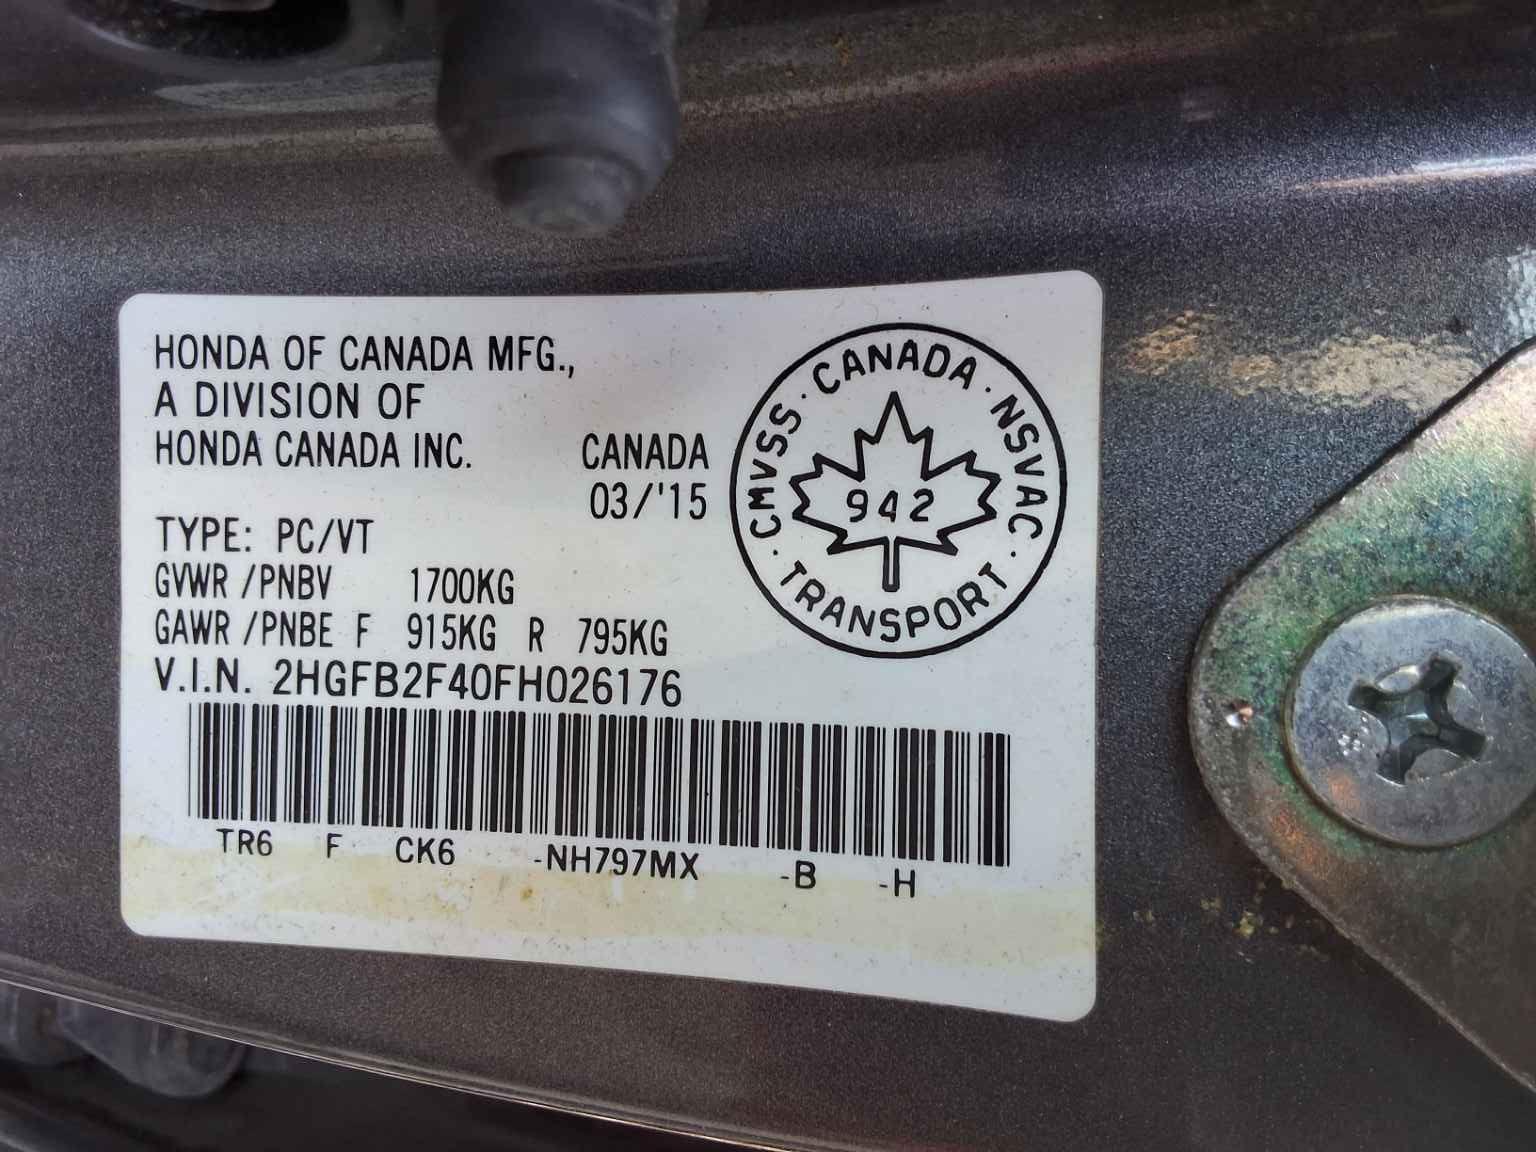 HONDA OF CANADA MFG.,
A DIVISION OF
HONDA CANADA INC.
CANADA
03/'15
TYPE: PC/VT
GVWR /PNBV 1700KG
GAWR /PNBE F 915KG R 795KG
V.I.N. 2HGFB2F40FH026176
TR6 F CK6 -NH797MX -B -H
CMVSS · CANADA · NSVAC · TRANSPORT ·
942